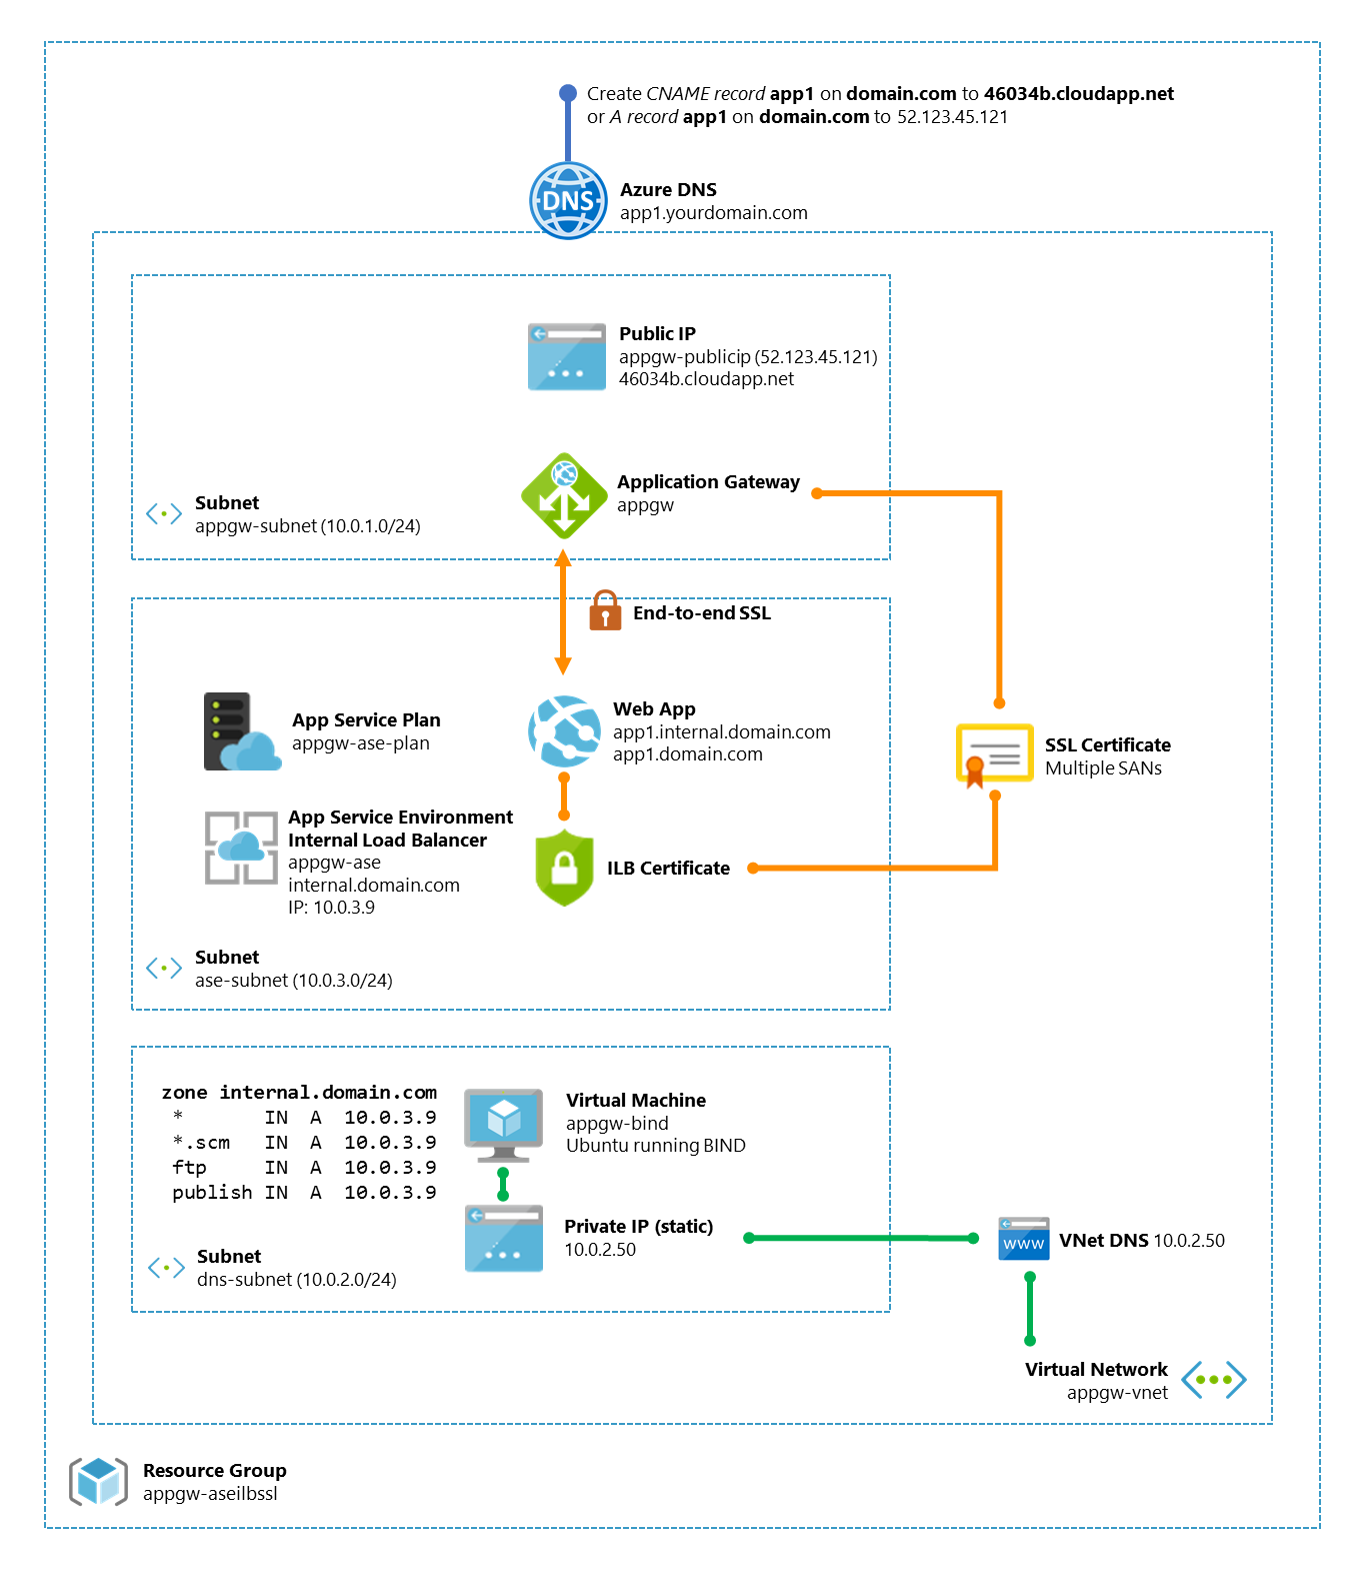 Create CNAME record app1 on domain.com to 46034b.cloudapp.net
or A record app1 on domain.com to 52.123.45.121
DNS
Azure DNS
app1.yourdomain.com
Public IP
appgw-publicip (52.123.45.121)
46034b.cloudapp.net
Application Gateway
appgw
Subnet
appgw-subnet (10.0.1.0/24)
End-to-end SSL
App Service Plan
appgw-ase-plan
Web App
app1.internal.domain.com
app1.domain.com
SSL Certificate
Multiple SANs
App Service Environment
Internal Load Balancer
appgw-ase
internal.domain.com
IP: 10.0.3.9
ILB Certificate
Subnet
ase-subnet (10.0.3.0/24)
zone internal.domain.com
* IN A 10.0.3.9
*.scm IN A 10.0.3.9
ftp IN A 10.0.3.9
publish IN A 10.0.3.9
Virtual Machine
appgw-bind
Ubuntu running BIND
Private IP (static)
10.0.2.50
Subnet
dns-subnet (10.0.2.0/24)
www
VNet DNS 10.0.2.50
Virtual Network
appgw-vnet
Resource Group
appgw-aseilbssl